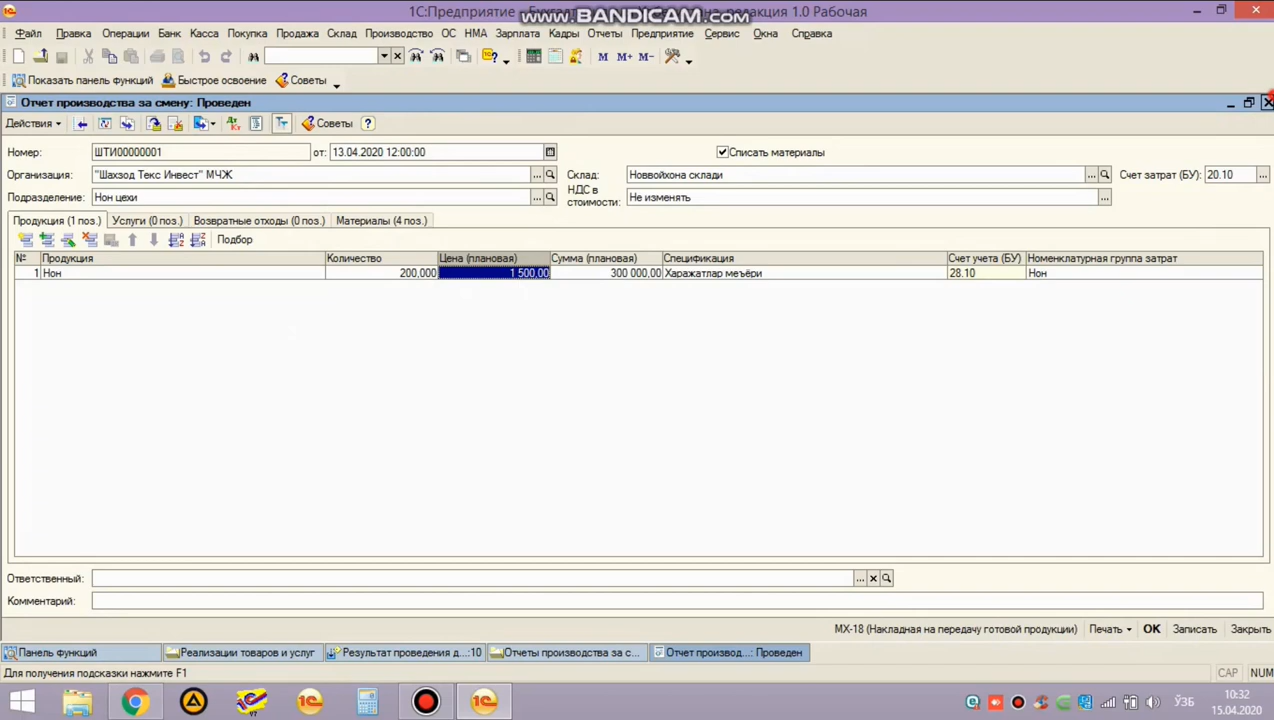 1С:Предприятие - Бухгалтерия редакция 1.0 Рабочая
www.BANDICAM.com
Файл Правка Операции Банк Касса Покупка Продажа Склад Производство ОС НМА Зарплата Кадры Отчеты Предприятие Сервис Окна Справка
M M+ M-
Показать панель функций Быстрое освоение Советы
Отчет производства за смену: Проведен
Действия Советы
Номер: ШТИ00000001 от: 13.04.2020 12:00:00 Списать материалы
Организация: "Шахзод Текс Инвест" МЧЖ Склад: Новвойхона склади Счет затрат (БУ): 20.10
Подразделение: Нон цехи НДС в стоимости: Не изменять
Продукция (1 поз.) Услуги (0 поз.) Возвратные отходы (0 поз.) Материалы (4 поз.)
Подбор
№ Продукция Количество Цена (плановая) Сумма (плановая) Спецификация Счет учета (БУ) Номенклатурная группа затрат
1 Нон 200,000 1 500,00 300 000,00 Харажатлар меъёри 28.10 Нон
Ответственный:
Комментарий:
МХ-18 (Накладная на передачу готовой продукции) Печать OK Записать Закрыть
Панель функций Реализации товаров и услуг Результат проведения д...:10 Отчеты производства за с... Отчет производ...: Проведен
Для получения подсказки нажмите F1 CAP NUM
V7 ЎЗБ 10:32
15.04.2020